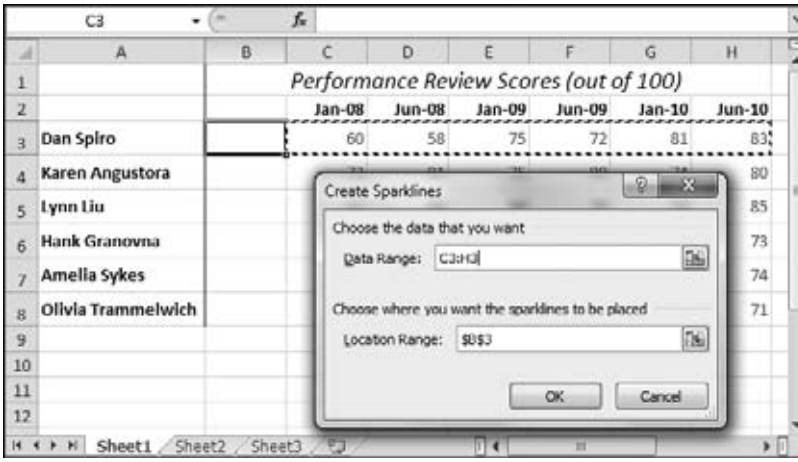 C3 fx
A B C D E F G H
1 Performance Review Scores (out of 100)
2 Jan-08 Jun-08 Jan-09 Jun-09 Jan-10 Jun-10
3 Dan Spiro 60 58 75 72 81 83
4 Karen Angustora 80
5 Lynn Liu 85
6 Hank Granovna 73
7 Amelia Sykes 74
8 Olivia Trammelwich 71
9
10
11
12
Create Sparklines
Choose the data that you want
Data Range: C3:H3
Choose where you want the sparklines to be placed
Location Range: $B$3
OK Cancel
Sheet1 Sheet2 Sheet3